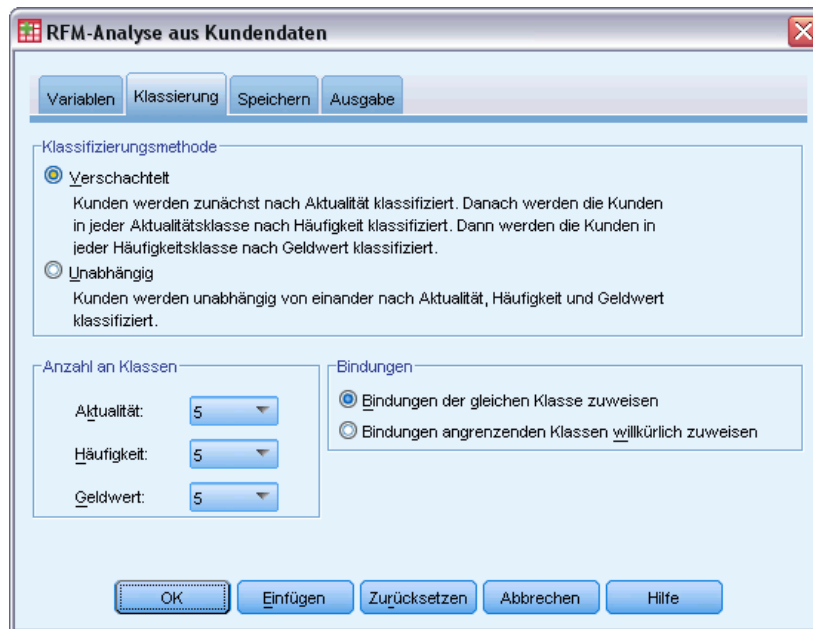 RFM-Analyse aus Kundendaten
Variablen
Klassierung
Speichern
Ausgabe
Klassifizierungsmethode
Verschachtelt
Kunden werden zunächst nach Aktualität klassifiziert. Danach werden die Kunden
in jeder Aktualitätsklasse nach Häufigkeit klassifiziert. Dann werden die Kunden in
jeder Häufigkeitsklasse nach Geldwert klassifiziert.
Unabhängig
Kunden werden unabhängig von einander nach Aktualität, Häufigkeit und Geldwert
klassifiziert.
Anzahl an Klassen
Aktualität: 5
Häufigkeit: 5
Geldwert: 5
Bindungen
Bindungen der gleichen Klasse zuweisen
Bindungen angrenzenden Klassen willkürlich zuweisen
OK
Einfügen
Zurücksetzen
Abbrechen
Hilfe